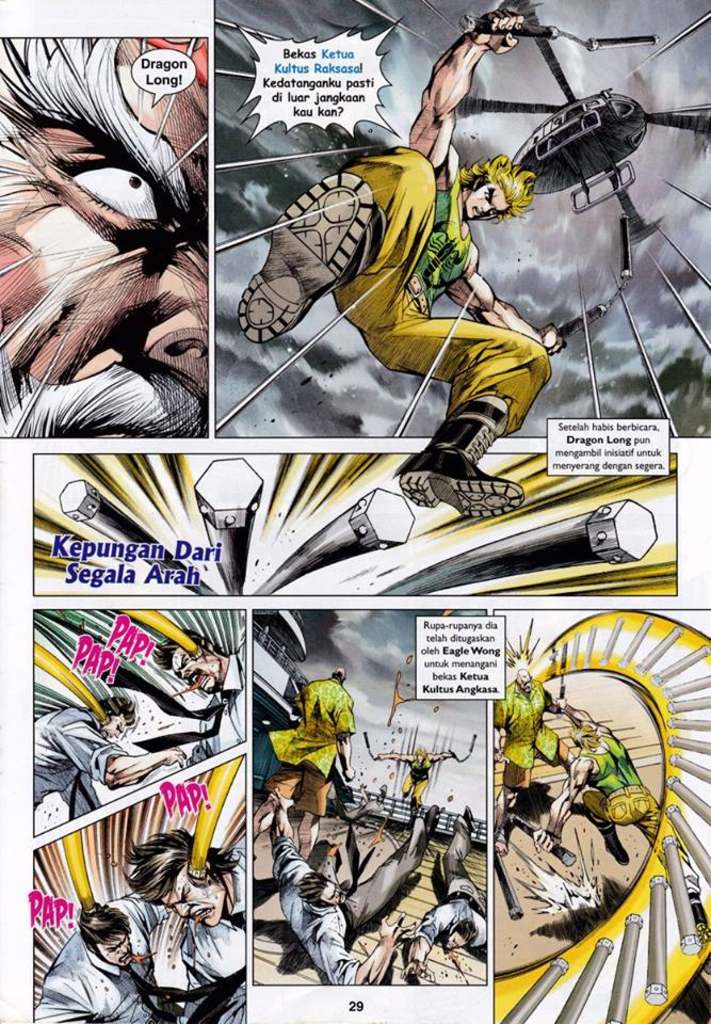 Dragon
Long!
Bekas Ketua
Kultus Raksasa!
Kedatanganku pasti
di luar jangkaan
kau kan?
Setelah habis berbicara,
Dragon Long pun
mengambil inisiatif untuk
menyerang dengan segera.
Kepungan Dari
Segala Arah
PAP!
PAP!
PAP!
PAP!
Rupa-rupanya dia
telah ditugaskan
oleh Eagle Wong
untuk menangani
bekas Ketua
Kultus Angkasa.
29